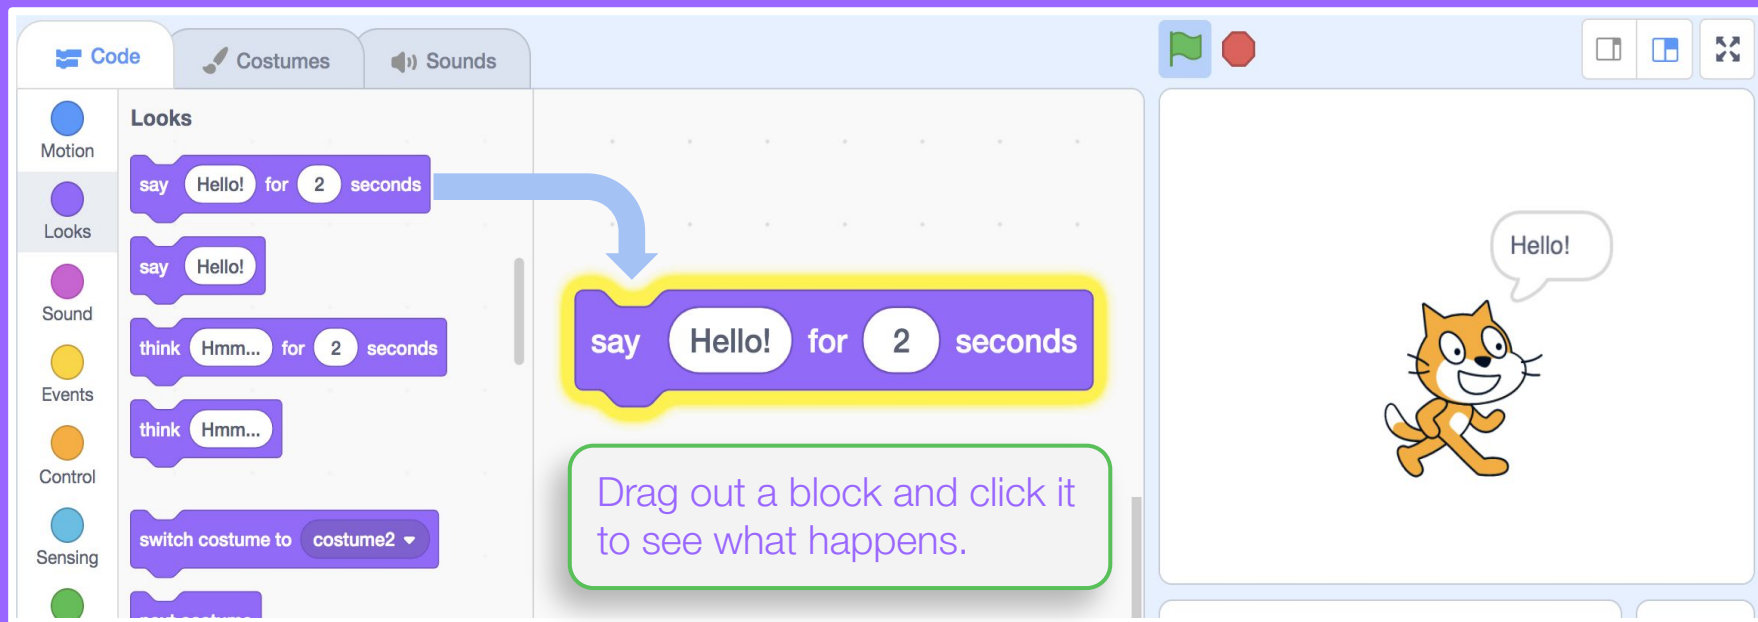 Code
Costumes
Sounds
Motion
Looks
Sound
Events
Control
Sensing
Looks
say Hello! for 2 seconds
say Hello!
think Hmm... for 2 seconds
think Hmm...
switch costume to costume2
next costume
say Hello! for 2 seconds
Drag out a block and click it
to see what happens.
Hello!